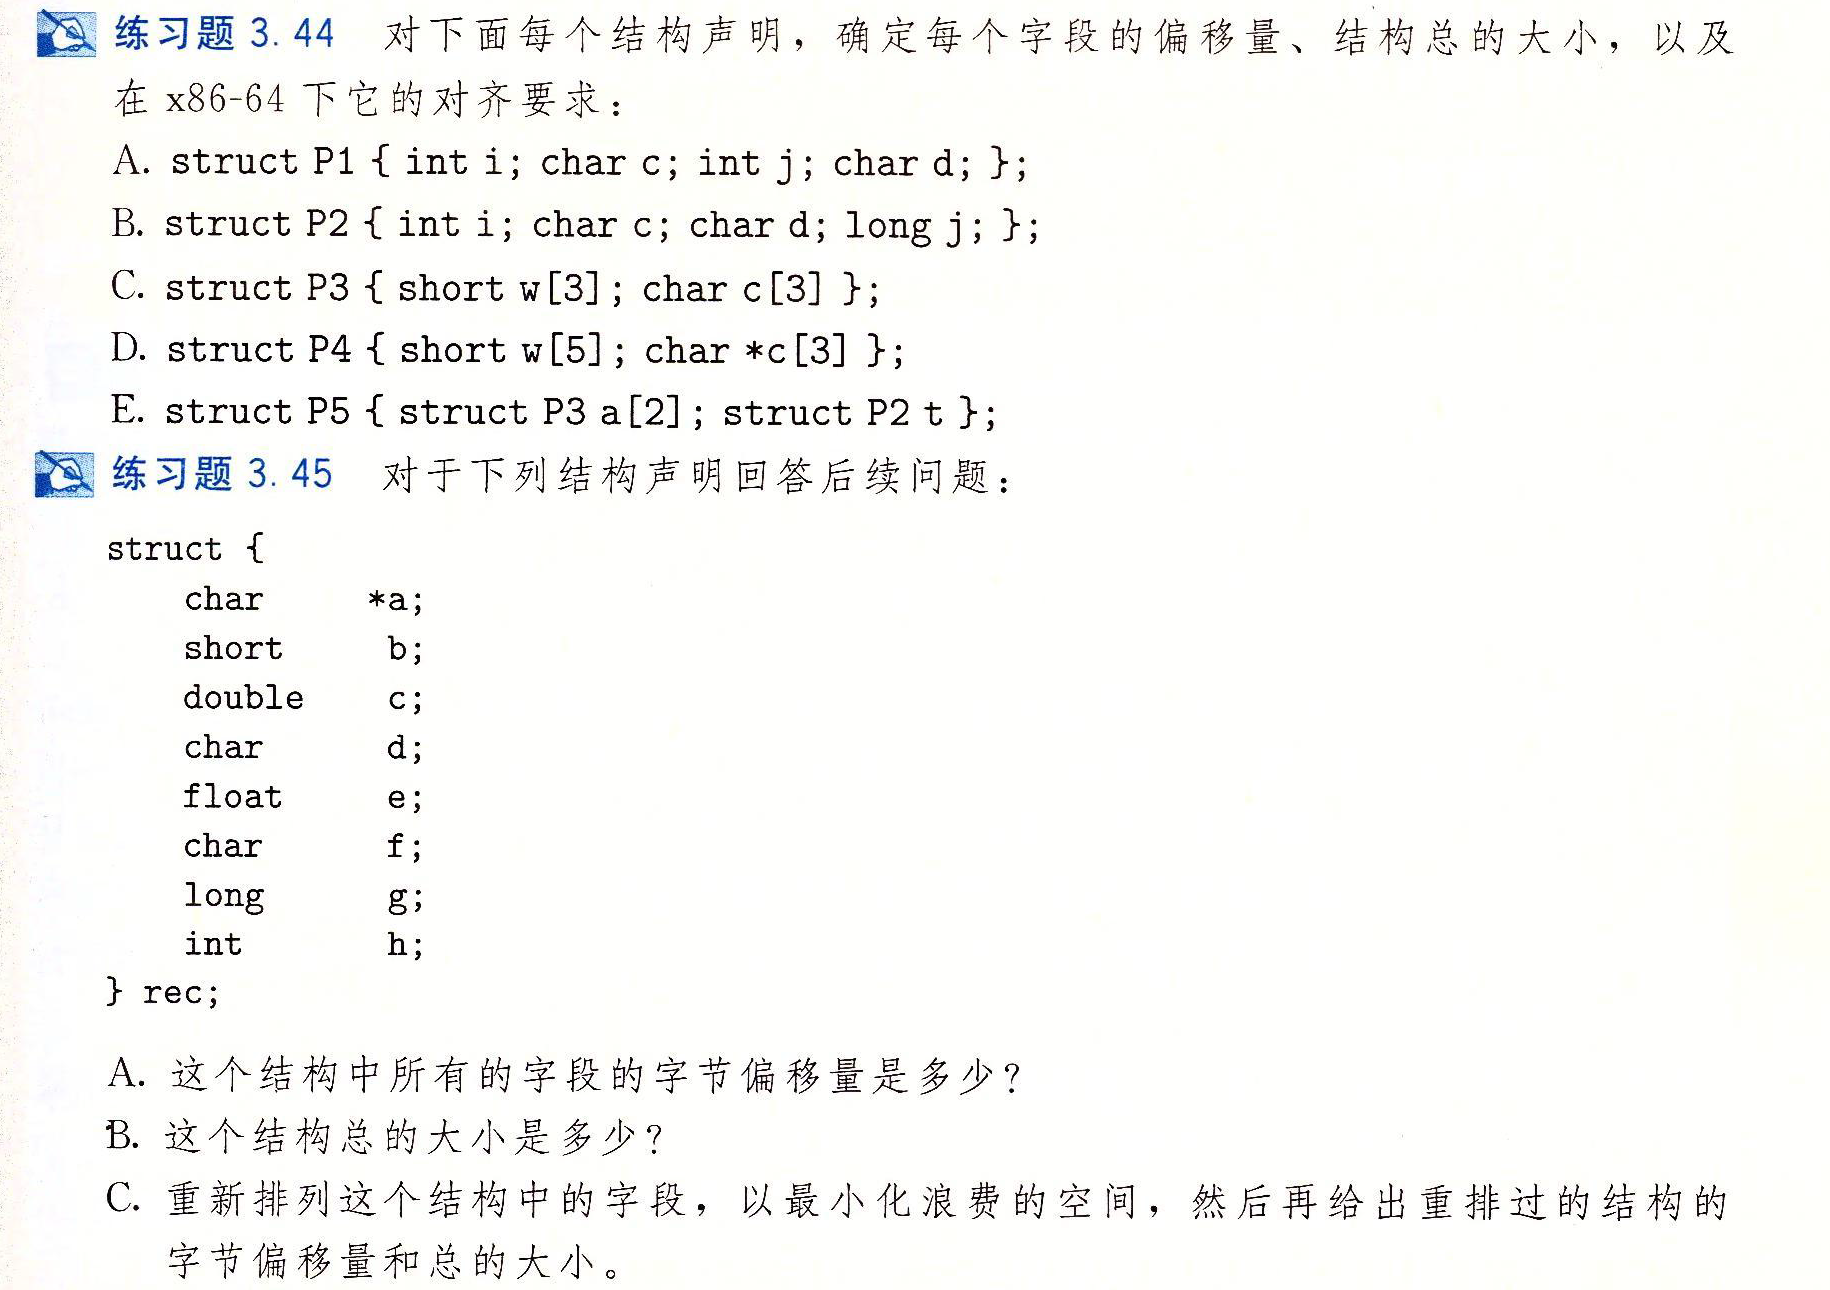 练习题 3.44 对下面每个结构声明，确定每个字段的偏移量、结构总的大小，以及
在 x86-64 下它的对齐要求：
A. struct P1 { int i; char c; int j; char d; };
B. struct P2 { int i; char c; char d; long j; };
C. struct P3 { short w[3]; char c[3] };
D. struct P4 { short w[5]; char *c[3] };
E. struct P5 { struct P3 a[2]; struct P2 t };
练习题 3.45 对于下列结构声明回答后续问题：
struct {
char *a;
short b;
double c;
char d;
float e;
char f;
long g;
int h;
} rec;
A. 这个结构中所有的字段的字节偏移量是多少？
B. 这个结构总的大小是多少？
C. 重新排列这个结构中的字段，以最小化浪费的空间，然后再给出重排过的结构的
字节偏移量和总的大小。